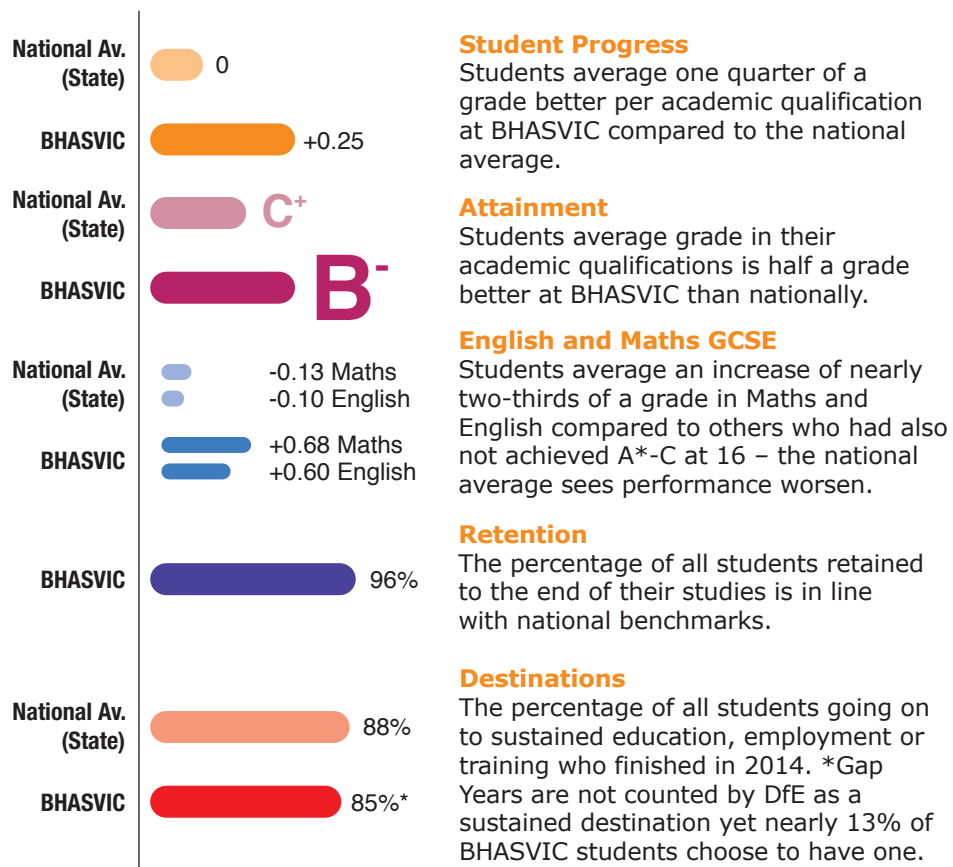 National Av.
(State)
0
BHASVIC
+0.25
Student Progress
Students average one quarter of a
grade better per academic qualification
at BHASVIC compared to the national
average.
National Av.
(State)
C+
BHASVIC
B-
Attainment
Students average grade in their
academic qualifications is half a grade
better at BHASVIC than nationally.
National Av.
(State)
-0.13 Maths
-0.10 English
BHASVIC
+0.68 Maths
+0.60 English
English and Maths GCSE
Students average an increase of nearly
two-thirds of a grade in Maths and
English compared to others who had also
not achieved A*-C at 16 – the national
average sees performance worsen.
BHASVIC
96%
Retention
The percentage of all students retained
to the end of their studies is in line
with national benchmarks.
National Av.
(State)
88%
BHASVIC
85%*
Destinations
The percentage of all students going on
to sustained education, employment or
training who finished in 2014. *Gap
Years are not counted by DfE as a
sustained destination yet nearly 13% of
BHASVIC students choose to have one.